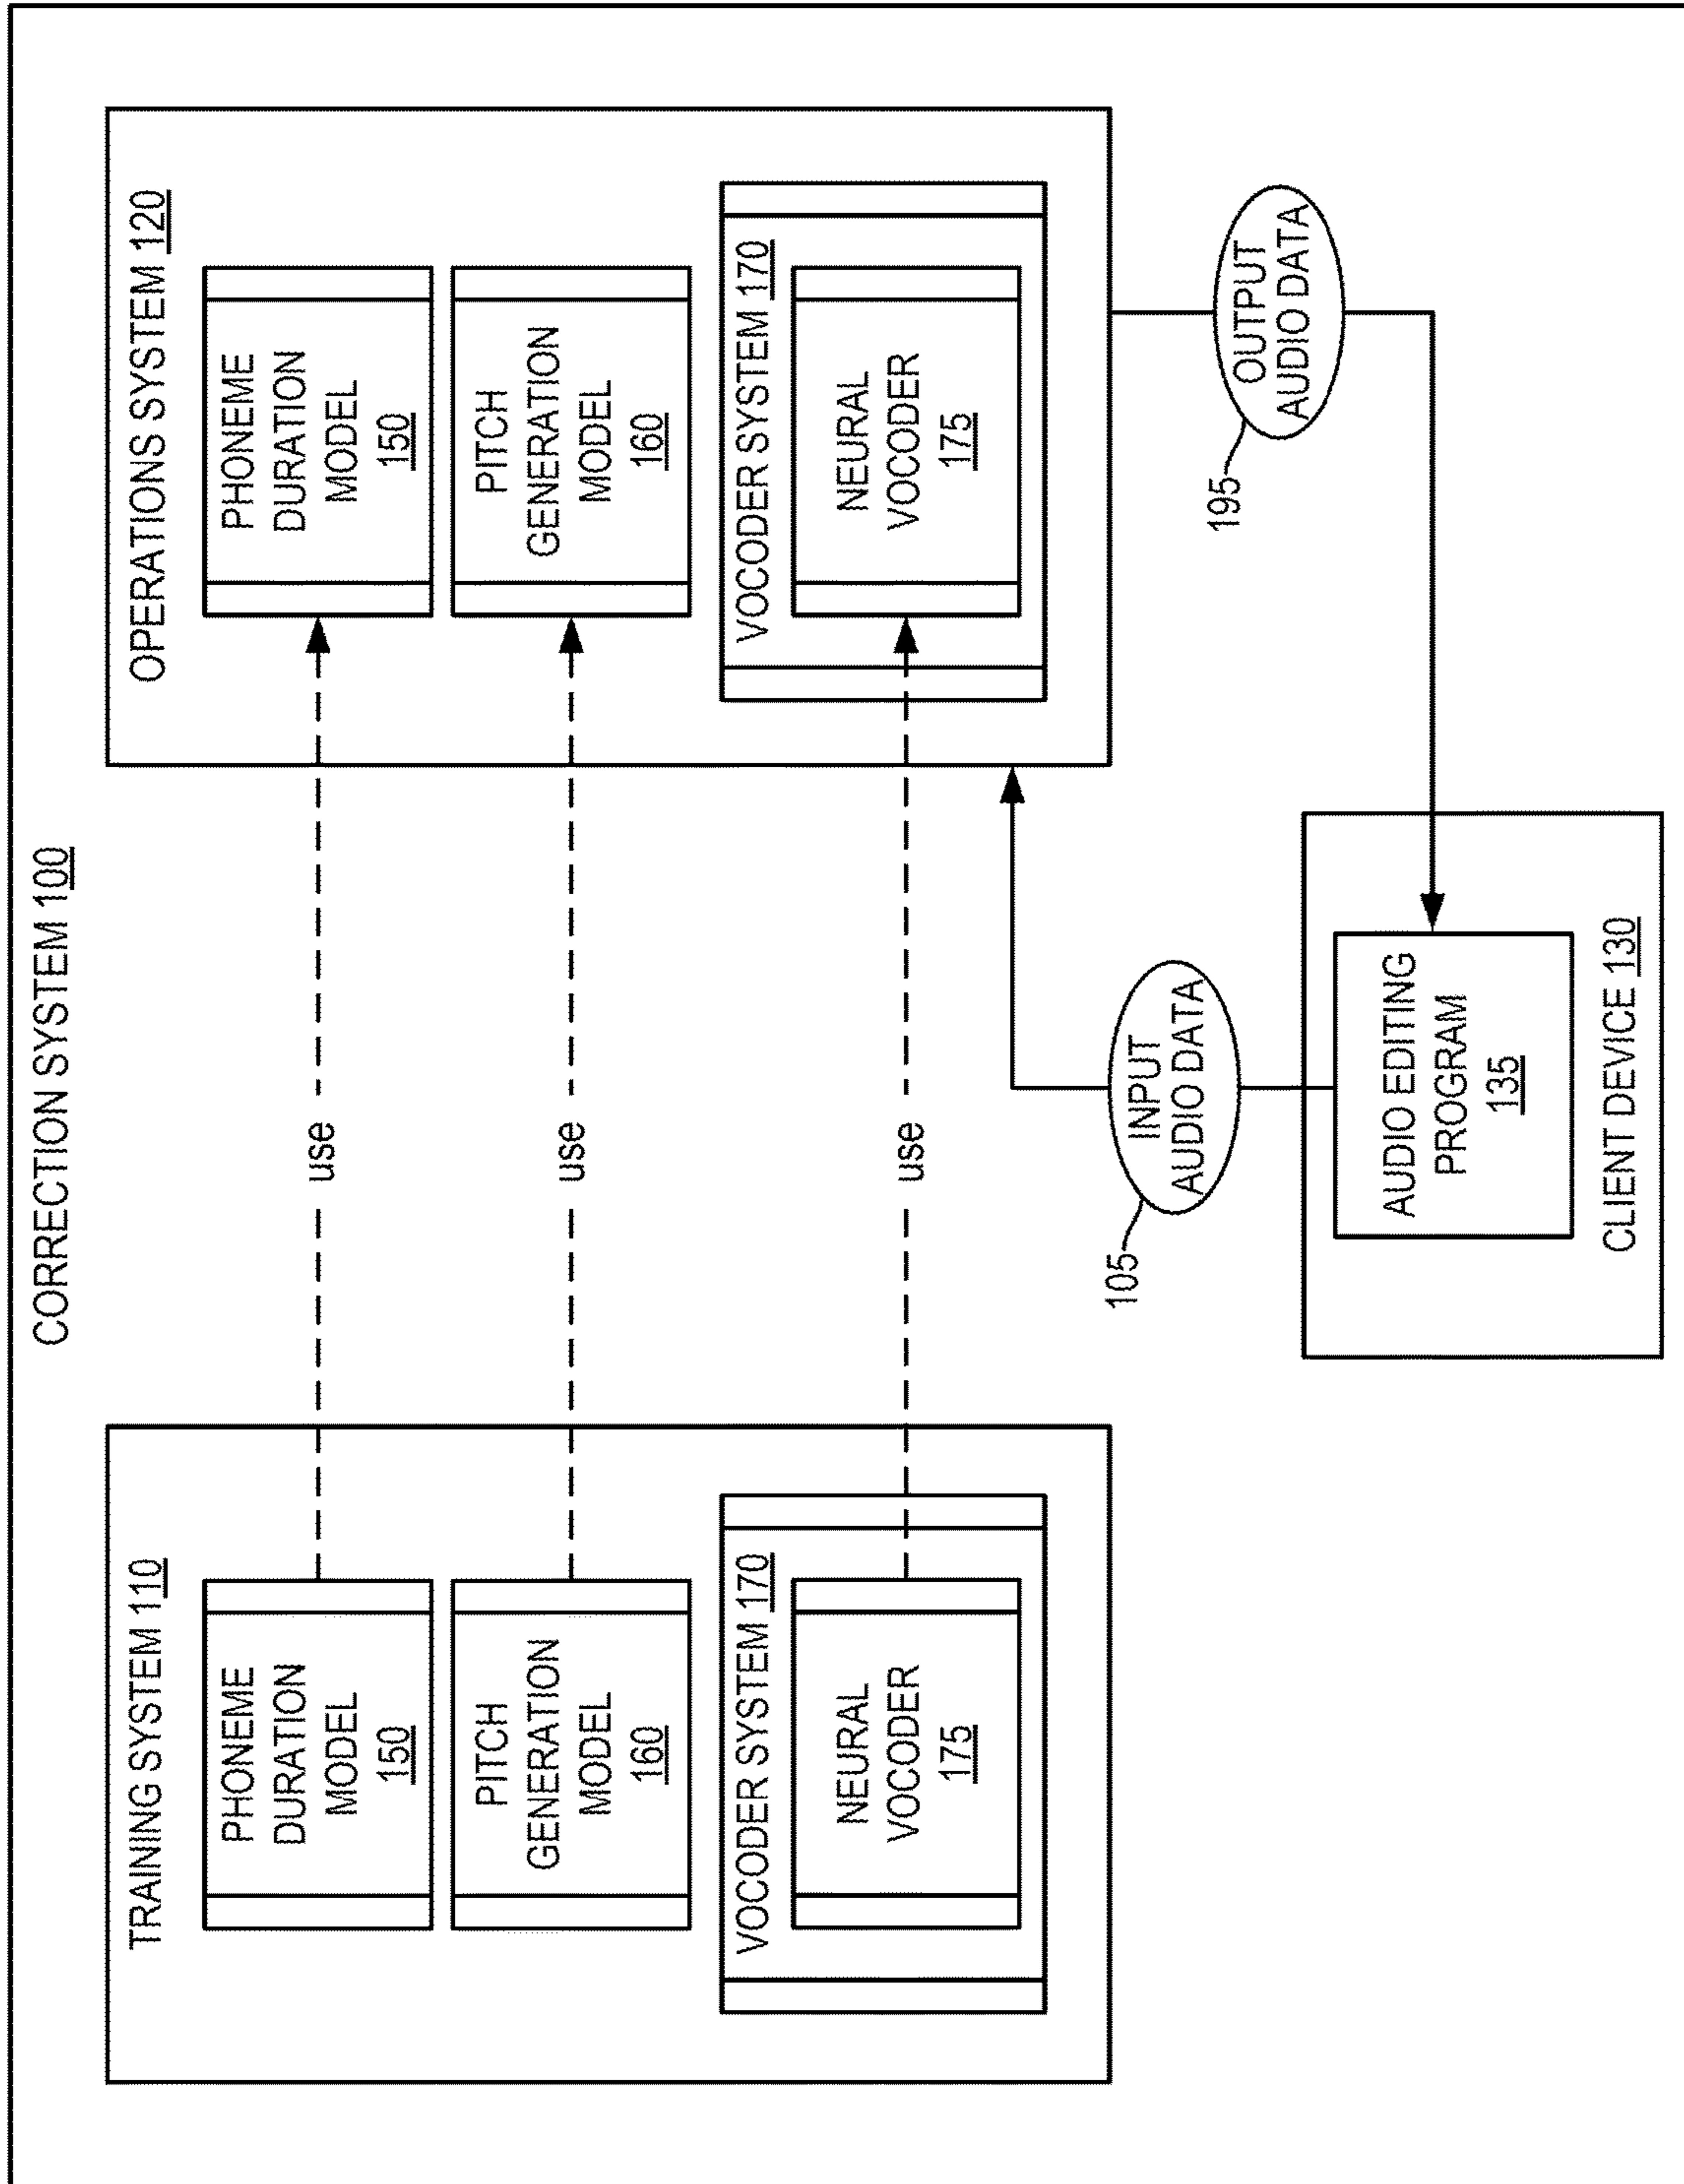 CORRECTION SYSTEM 100
TRAINING SYSTEM 110
PHONEME
DURATION
MODEL
150
PITCH
GENERATION
MODEL
160
VOCODER SYSTEM 170
NEURAL
VOCODER
175
use
use
use
OPERATIONS SYSTEM 120
PHONEME
DURATION
MODEL
150
PITCH
GENERATION
MODEL
160
VOCODER SYSTEM 170
NEURAL
VOCODER
175
105
INPUT
AUDIO DATA
195
OUTPUT
AUDIO DATA
AUDIO EDITING
PROGRAM
135
CLIENT DEVICE 130